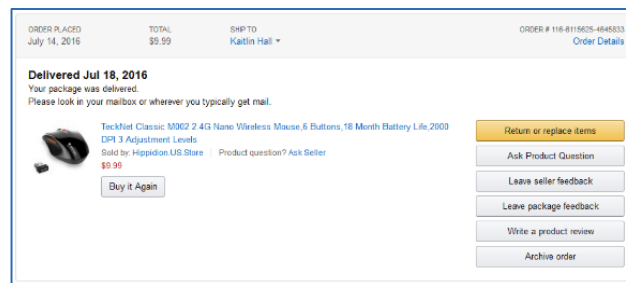 ORDER PLACED
July 14, 2016
TOTAL
$9.99
SHIP TO
Kaitlin Hall
ORDER # 116-8115625-4645833
Order Details
Delivered Jul 18, 2016
Your package was delivered.
Please look in your mailbox or wherever you typically get mail.
TeckNet Classic M002 2.4G Nano Wireless Mouse,6 Buttons,18 Month Battery Life,2000
DPI 3 Adjustment Levels
Sold by: Hippidion.US.Store | Product question? Ask Seller
$9.99
Buy it Again
Return or replace items
Ask Product Question
Leave seller feedback
Leave package feedback
Write a product review
Archive order